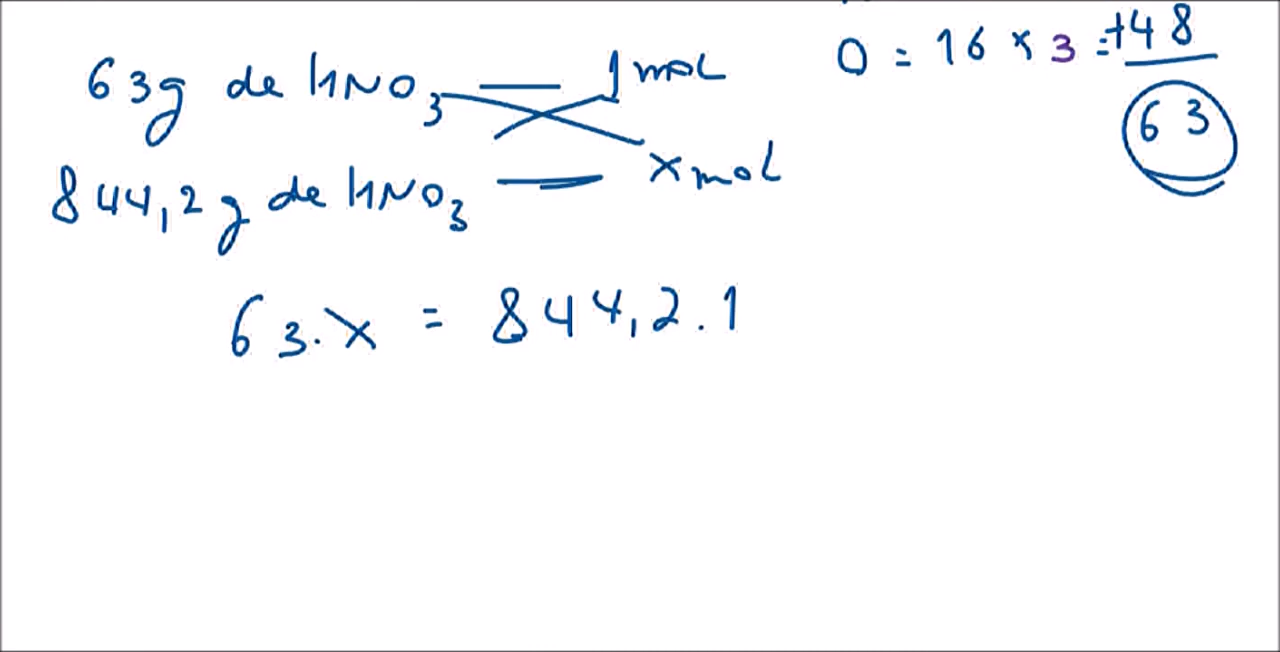 63g de HNO3 — 1 mol
844,2g de HNO3 — x mol
63.x = 844,2.1
O = 16 x 3 = +48
63